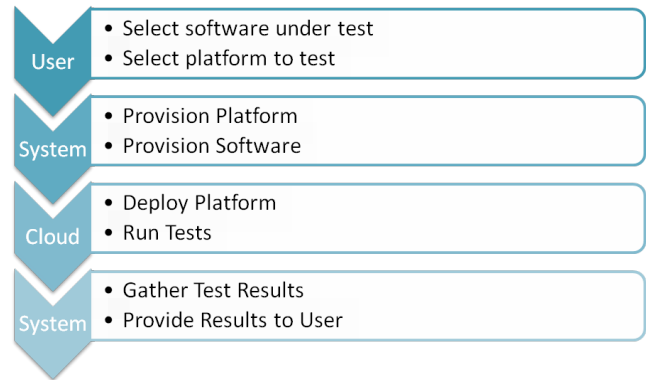 User
• Select software under test
• Select platform to test
System
• Provision Platform
• Provision Software
Cloud
• Deploy Platform
• Run Tests
System
• Gather Test Results
• Provide Results to User